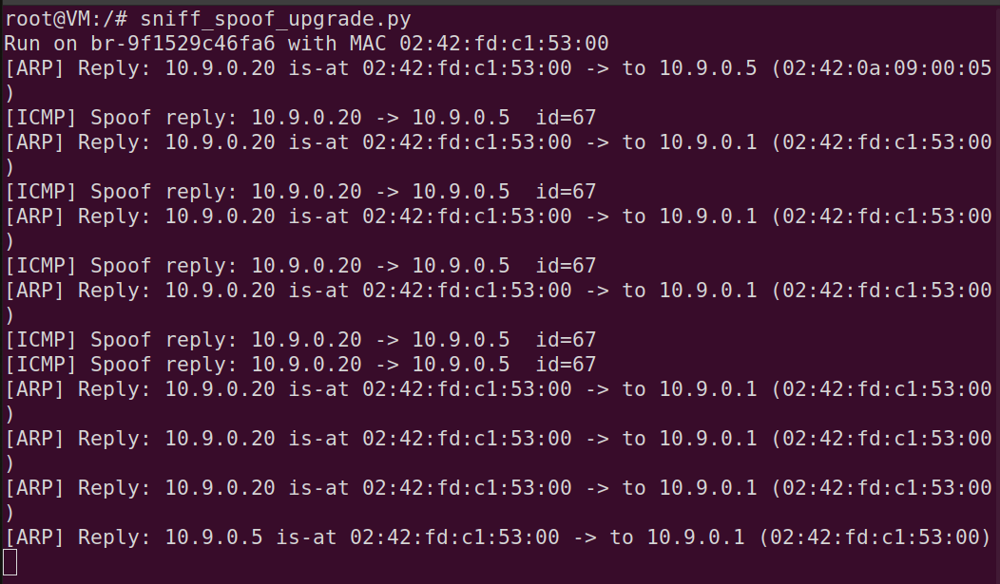 root@VM:/# sniff_spoof_upgrade.py
Run on br-9f1529c46fa6 with MAC 02:42:fd:c1:53:00
[ARP] Reply: 10.9.0.20 is-at 02:42:fd:c1:53:00 -> to 10.9.0.5 (02:42:0a:09:00:05
)
[ICMP] Spoof reply: 10.9.0.20 -> 10.9.0.5  id=67
[ARP] Reply: 10.9.0.20 is-at 02:42:fd:c1:53:00 -> to 10.9.0.1 (02:42:fd:c1:53:00
)
[ICMP] Spoof reply: 10.9.0.20 -> 10.9.0.5  id=67
[ARP] Reply: 10.9.0.20 is-at 02:42:fd:c1:53:00 -> to 10.9.0.1 (02:42:fd:c1:53:00
)
[ICMP] Spoof reply: 10.9.0.20 -> 10.9.0.5  id=67
[ARP] Reply: 10.9.0.20 is-at 02:42:fd:c1:53:00 -> to 10.9.0.1 (02:42:fd:c1:53:00
)
[ICMP] Spoof reply: 10.9.0.20 -> 10.9.0.5  id=67
[ICMP] Spoof reply: 10.9.0.20 -> 10.9.0.5  id=67
[ARP] Reply: 10.9.0.20 is-at 02:42:fd:c1:53:00 -> to 10.9.0.1 (02:42:fd:c1:53:00
)
[ARP] Reply: 10.9.0.20 is-at 02:42:fd:c1:53:00 -> to 10.9.0.1 (02:42:fd:c1:53:00
)
[ARP] Reply: 10.9.0.20 is-at 02:42:fd:c1:53:00 -> to 10.9.0.1 (02:42:fd:c1:53:00
)
[ARP] Reply: 10.9.0.5 is-at 02:42:fd:c1:53:00 -> to 10.9.0.1 (02:42:fd:c1:53:00)